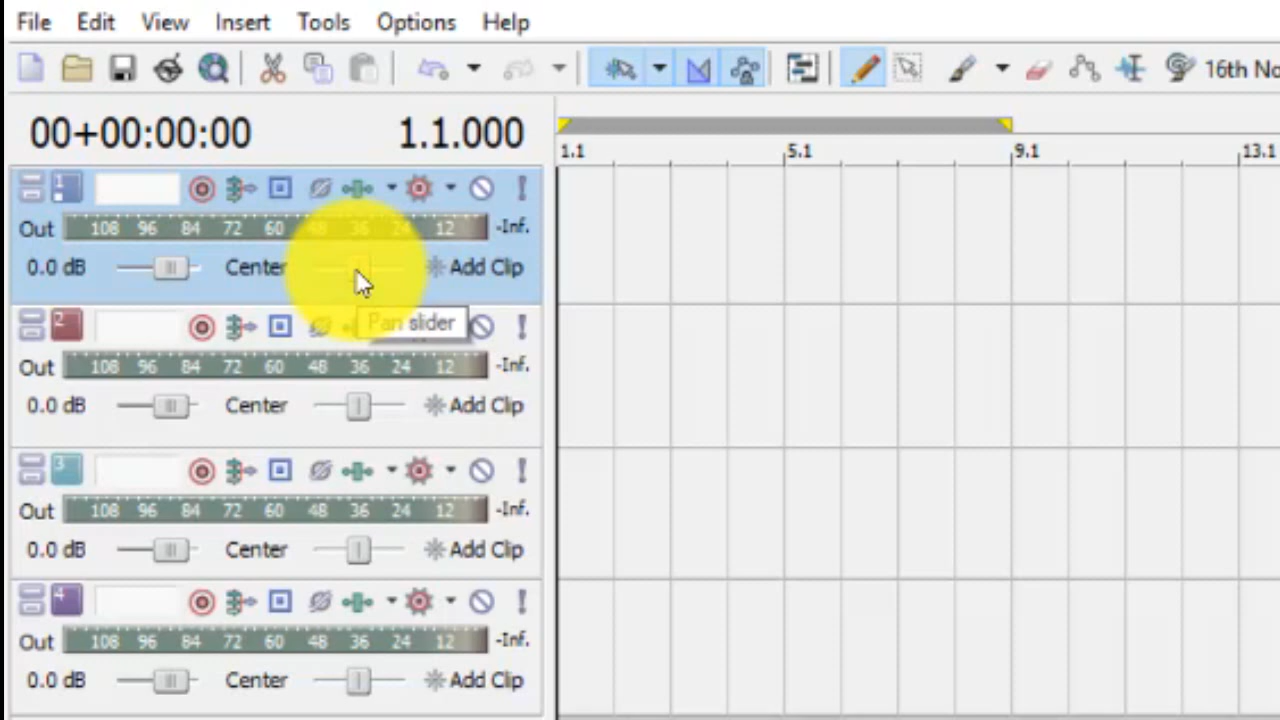 File Edit View Insert Tools Options Help
16th No
00+00:00:00 1.1.000
1.1 5.1 9.1 13.1
1
Out 108 96 84 72 60 48 36 24 12 -Inf.
0.0 dB Center Add Clip
Pan slider
2
Out 108 96 84 72 60 48 36 24 12 -Inf.
0.0 dB Center Add Clip
3
Out 108 96 84 72 60 48 36 24 12 -Inf.
0.0 dB Center Add Clip
4
Out 108 96 84 72 60 48 36 24 12 -Inf.
0.0 dB Center Add Clip